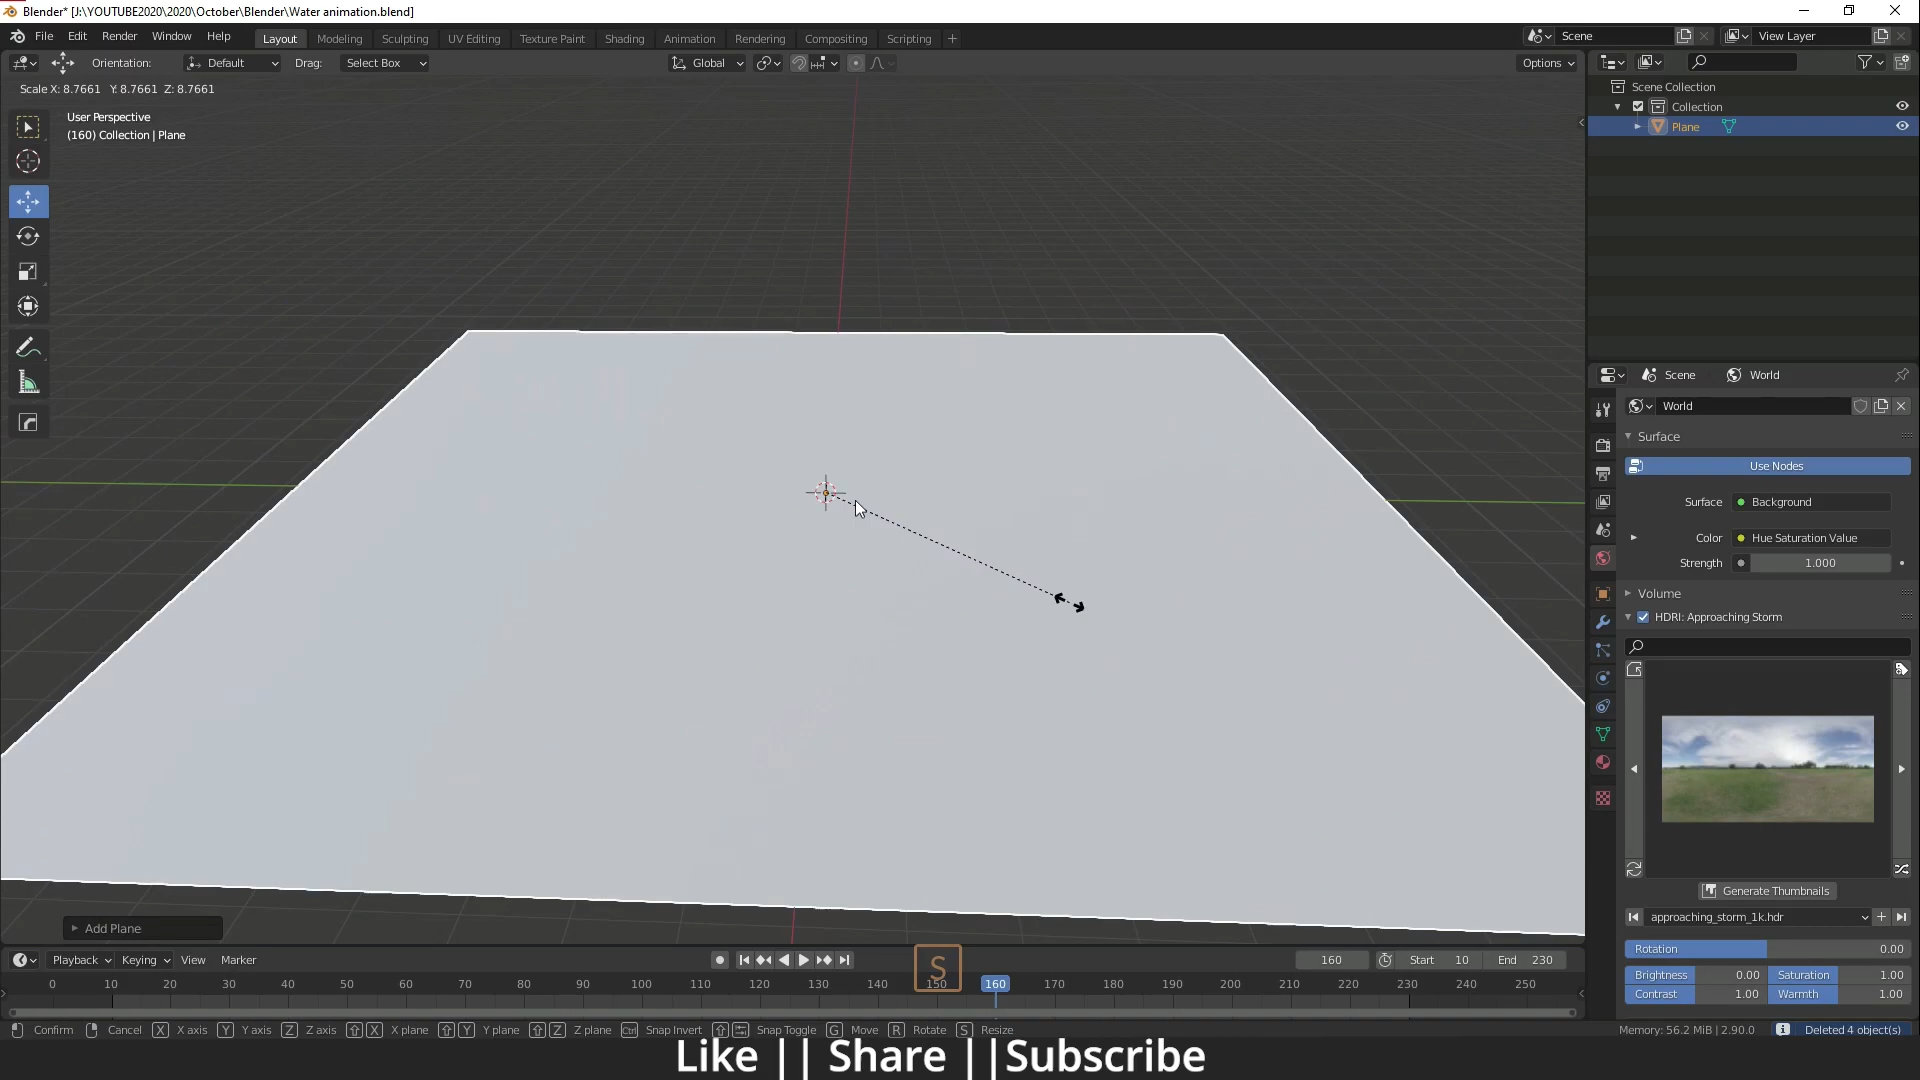 Blender* [J:\YOUTUBE2020\2020\October\Blender\Water animation.blend]
File Edit Render Window Help Layout Modeling Sculpting UV Editing Texture Paint Shading Animation Rendering Compositing Scripting + Scene View Layer
Orientation: Default Drag: Select Box Global Options
Scale X: 8.7661 Y: 8.7661 Z: 8.7661
User Perspective
(160) Collection | Plane
Scene Collection
Collection
Plane
Scene World
World
Surface
Use Nodes
Surface Background
Color Hue Saturation Value
Strength 1.000
Volume
HDRI: Approaching Storm
Generate Thumbnails
approaching_storm_1k.hdr
Rotation 0.00
Brightness 0.00 Saturation 1.00
Contrast 1.00 Warmth 1.00
Add Plane
Playback Keying View Marker 160 Start 10 End 230
S
0 10 20 30 40 50 60 70 80 90 100 110 120 130 140 150 160 170 180 190 200 210 220 230 240 250
Confirm Cancel X X axis Y Y axis Z Z axis X X plane Y Y plane Z Z plane Ctrl Snap Invert Snap Toggle G Move R Rotate S Resize Memory: 56.2 MiB | 2.90.0 Deleted 4 object(s)
Like || Share ||Subscribe